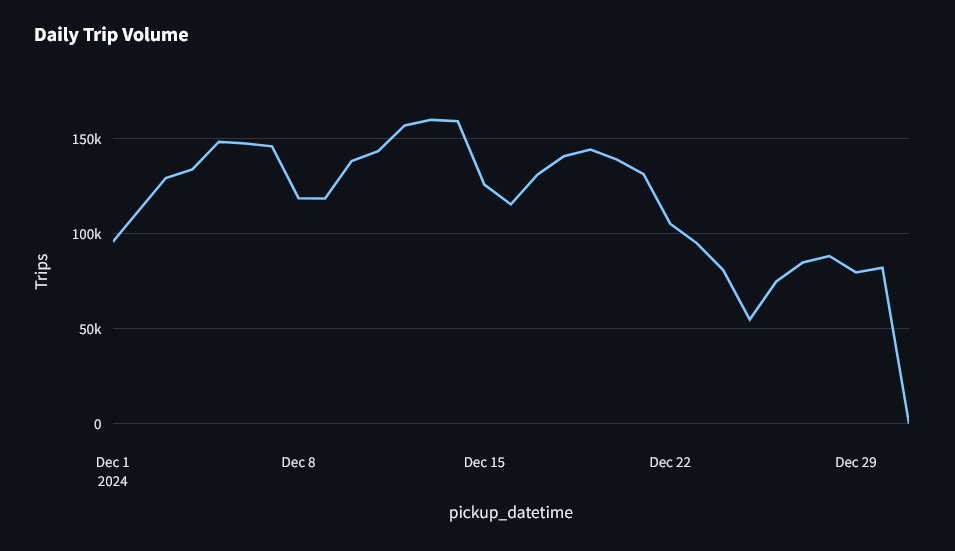 Daily Trip Volume
150k
100k
50k
0
Trips
Dec 1
2024
Dec 8
Dec 15
Dec 22
Dec 29
pickup_datetime